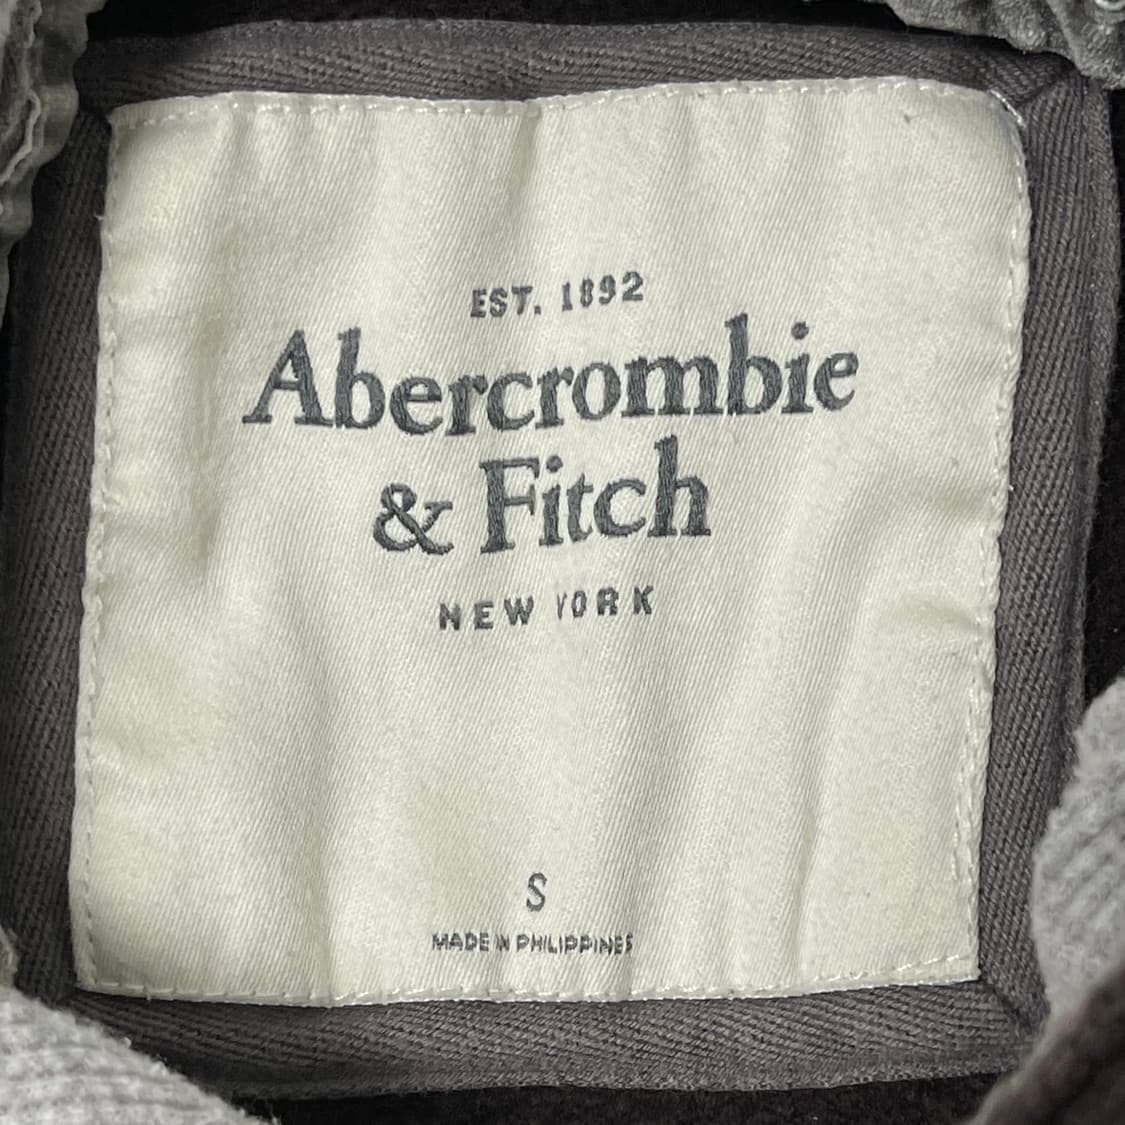 EST. 1892
Abercrombie
& Fitch
NEW YORK
S
MADE IN PHILIPPINES